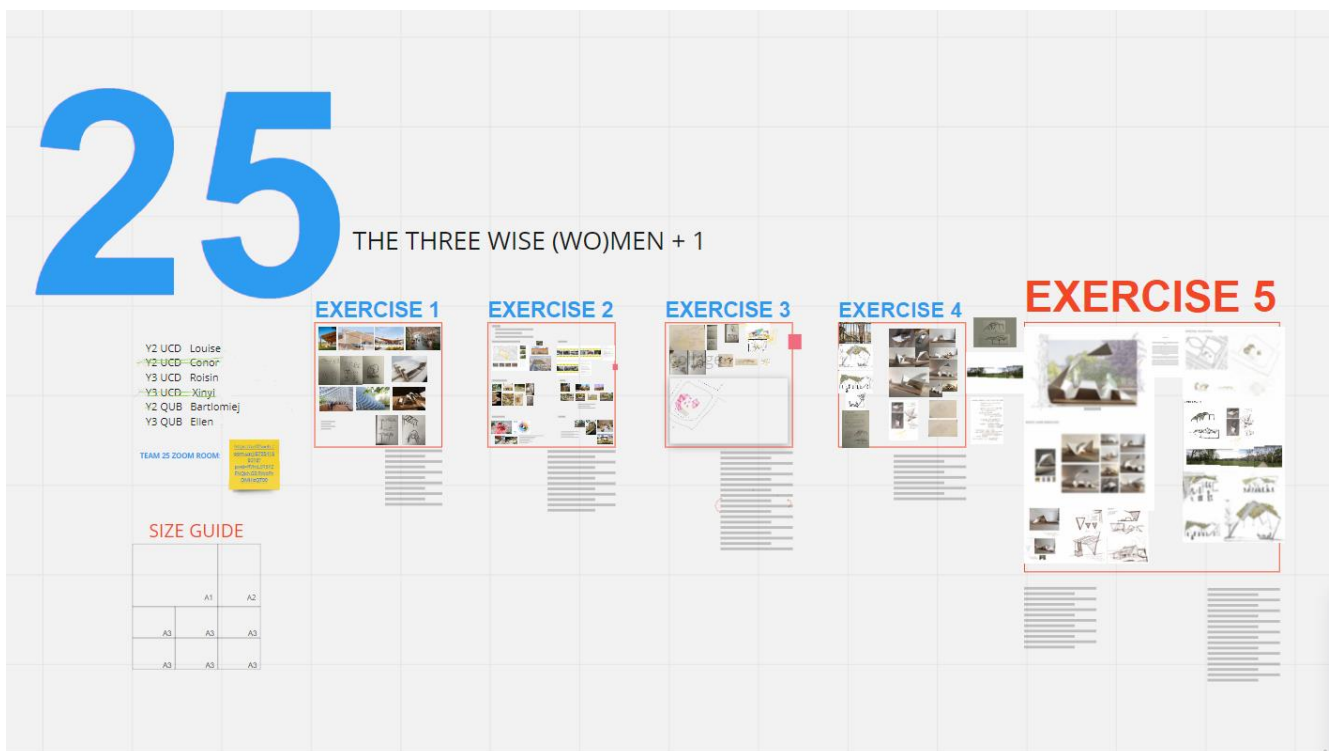 25
THE THREE WISE (WO)MEN + 1
EXERCISE 1
EXERCISE 2
EXERCISE 3
EXERCISE 4
EXERCISE 5
Y2 UCD Louise
Y2 UCD Conor
Y3 UCD Roisin
Y3 UCD Xinyi
Y2 QUB Bartlomiej
Y3 QUB Ellen
TEAM 25 ZOOM ROOM:
SIZE GUIDE
A1 A2
A3 A3 A3
A3 A3 A3